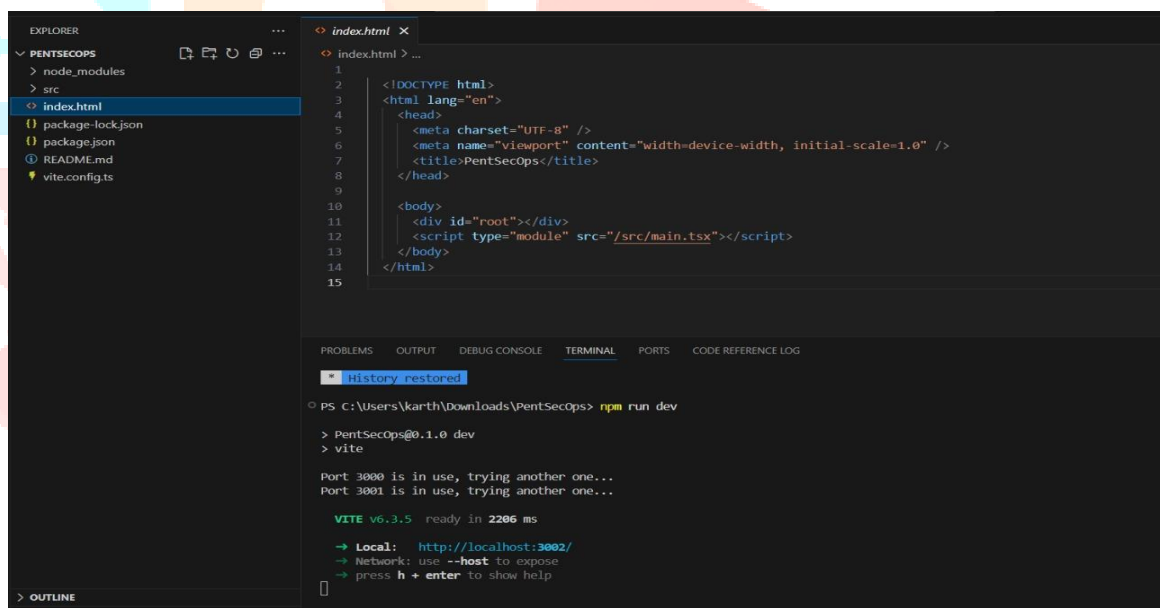 EXPLORER
PENTSECOPS
node_modules
src
index.html
package-lock.json
package.json
README.md
vite.config.ts
OUTLINE
index.html
index.html > ...
1
2 <!DOCTYPE html>
3 <html lang="en">
4 <head>
5 <meta charset="UTF-8" />
6 <meta name="viewport" content="width=device-width, initial-scale=1.0" />
7 <title>PentSecOps</title>
8 </head>
9
10 <body>
11 <div id="root"></div>
12 <script type="module" src="/src/main.tsx"></script>
13 </body>
14 </html>
15
PROBLEMS OUTPUT DEBUG CONSOLE TERMINAL PORTS CODE REFERENCE LOG
* History restored
PS C:\Users\karth\Downloads\PentSecOps> npm run dev
> PentSecOps@0.1.0 dev
> vite
Port 3000 is in use, trying another one...
Port 3001 is in use, trying another one...
VITE v6.3.5 ready in 2206 ms
→ Local: http://localhost:3002/
→ Network: use --host to expose
→ press h + enter to show help